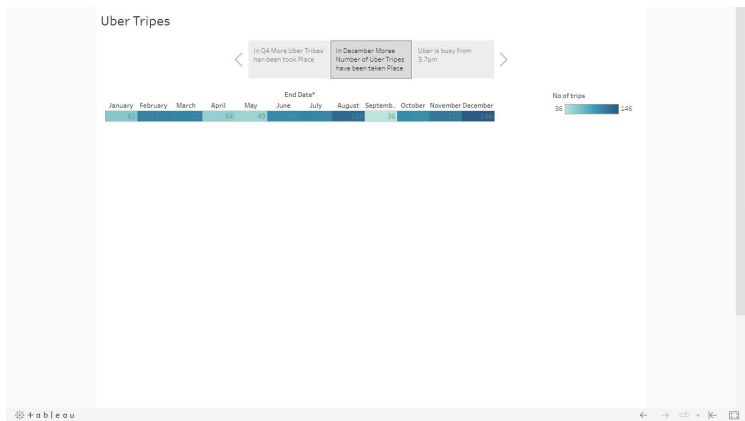 Uber Tripes
In Q4 More Uber Tribes
han been took Place
In December Moree
Number of Uber Tripes
have been taken Place
Uber is busy from
3.7pm
End Date*
January February March April May June July August Septemb.. October November December
61 54 49 36 146
No of trips
36 146
+ableau